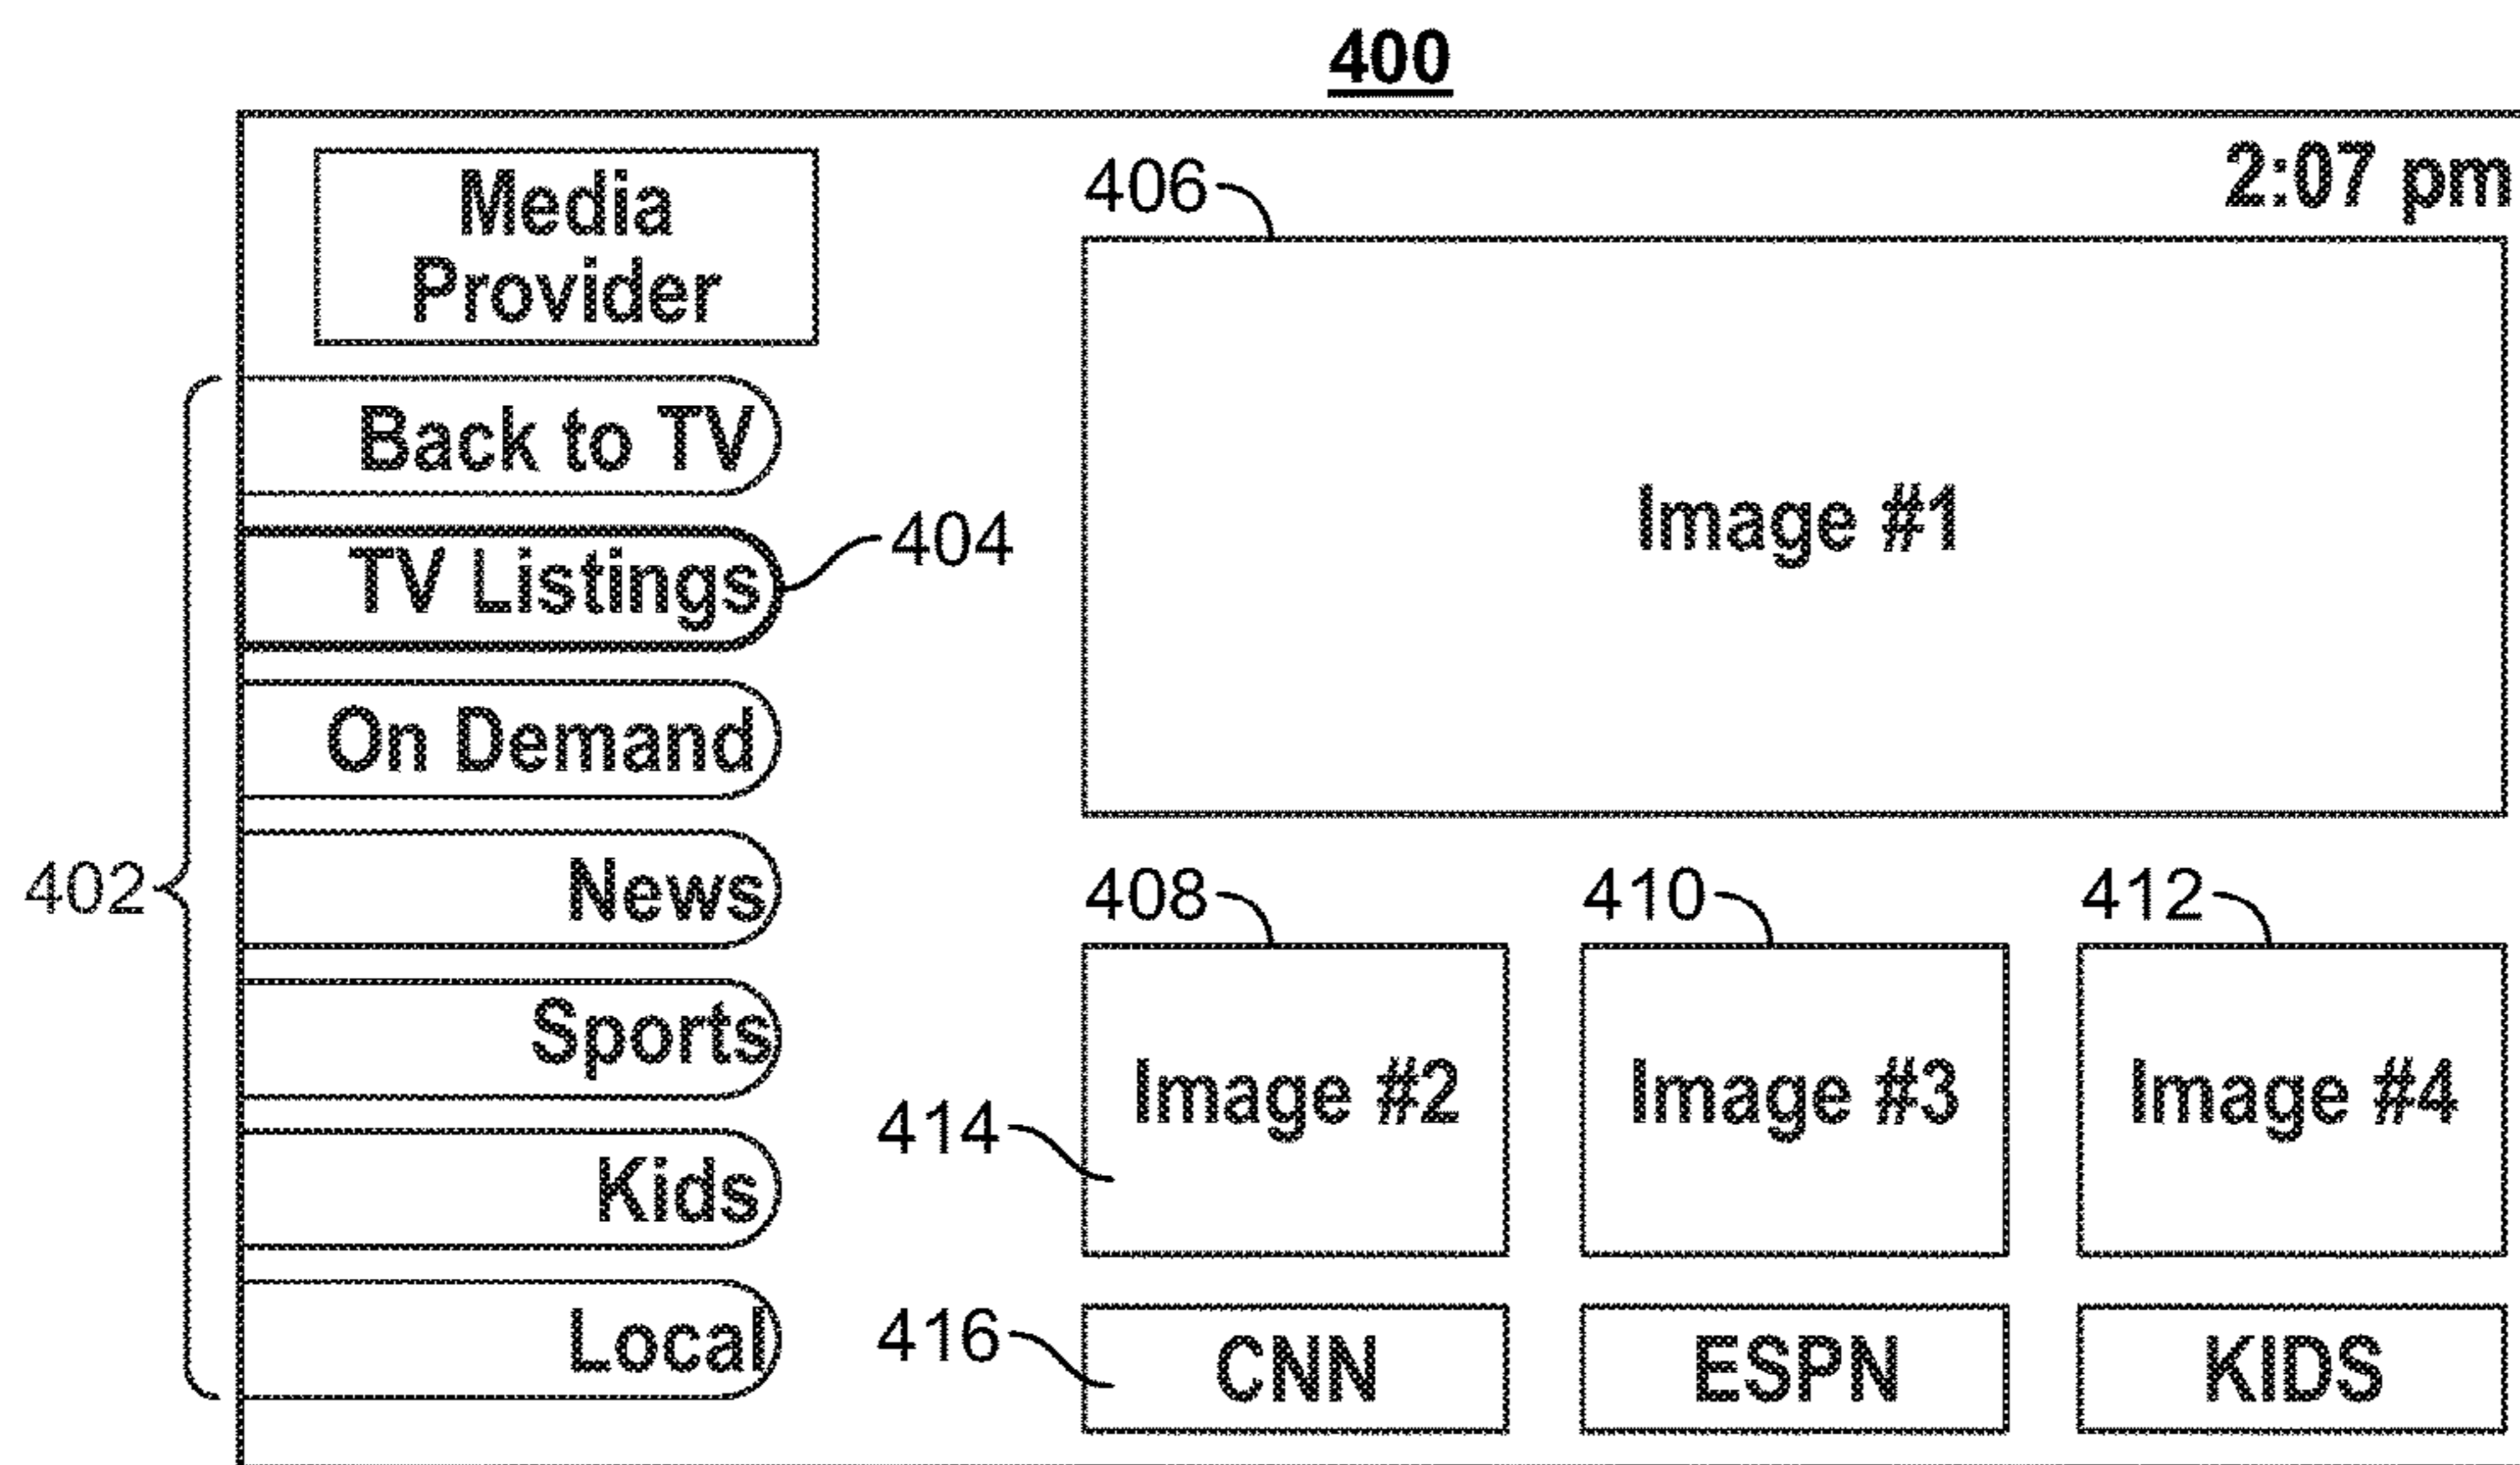 400
Media
Provider
2:07 pm
406
Image #1
Back to TV
TV Listings
404
On Demand
News
Sports
Kids
Local
402
408
410
412
Image #2
Image #3
Image #4
414
416
CNN
ESPN
KIDS